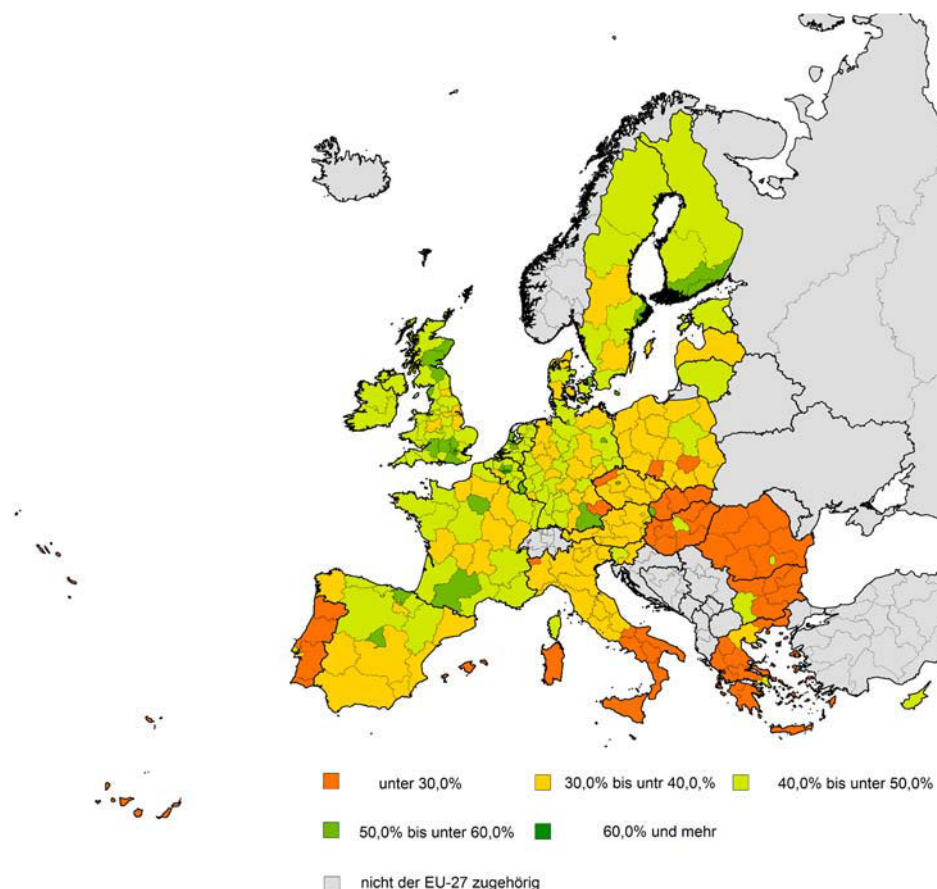 unter 30,0%
30,0% bis untr 40,0,%
40,0% bis unter 50,0%
50,0% bis unter 60,0%
60,0% und mehr
nicht der EU-27 zugehörig